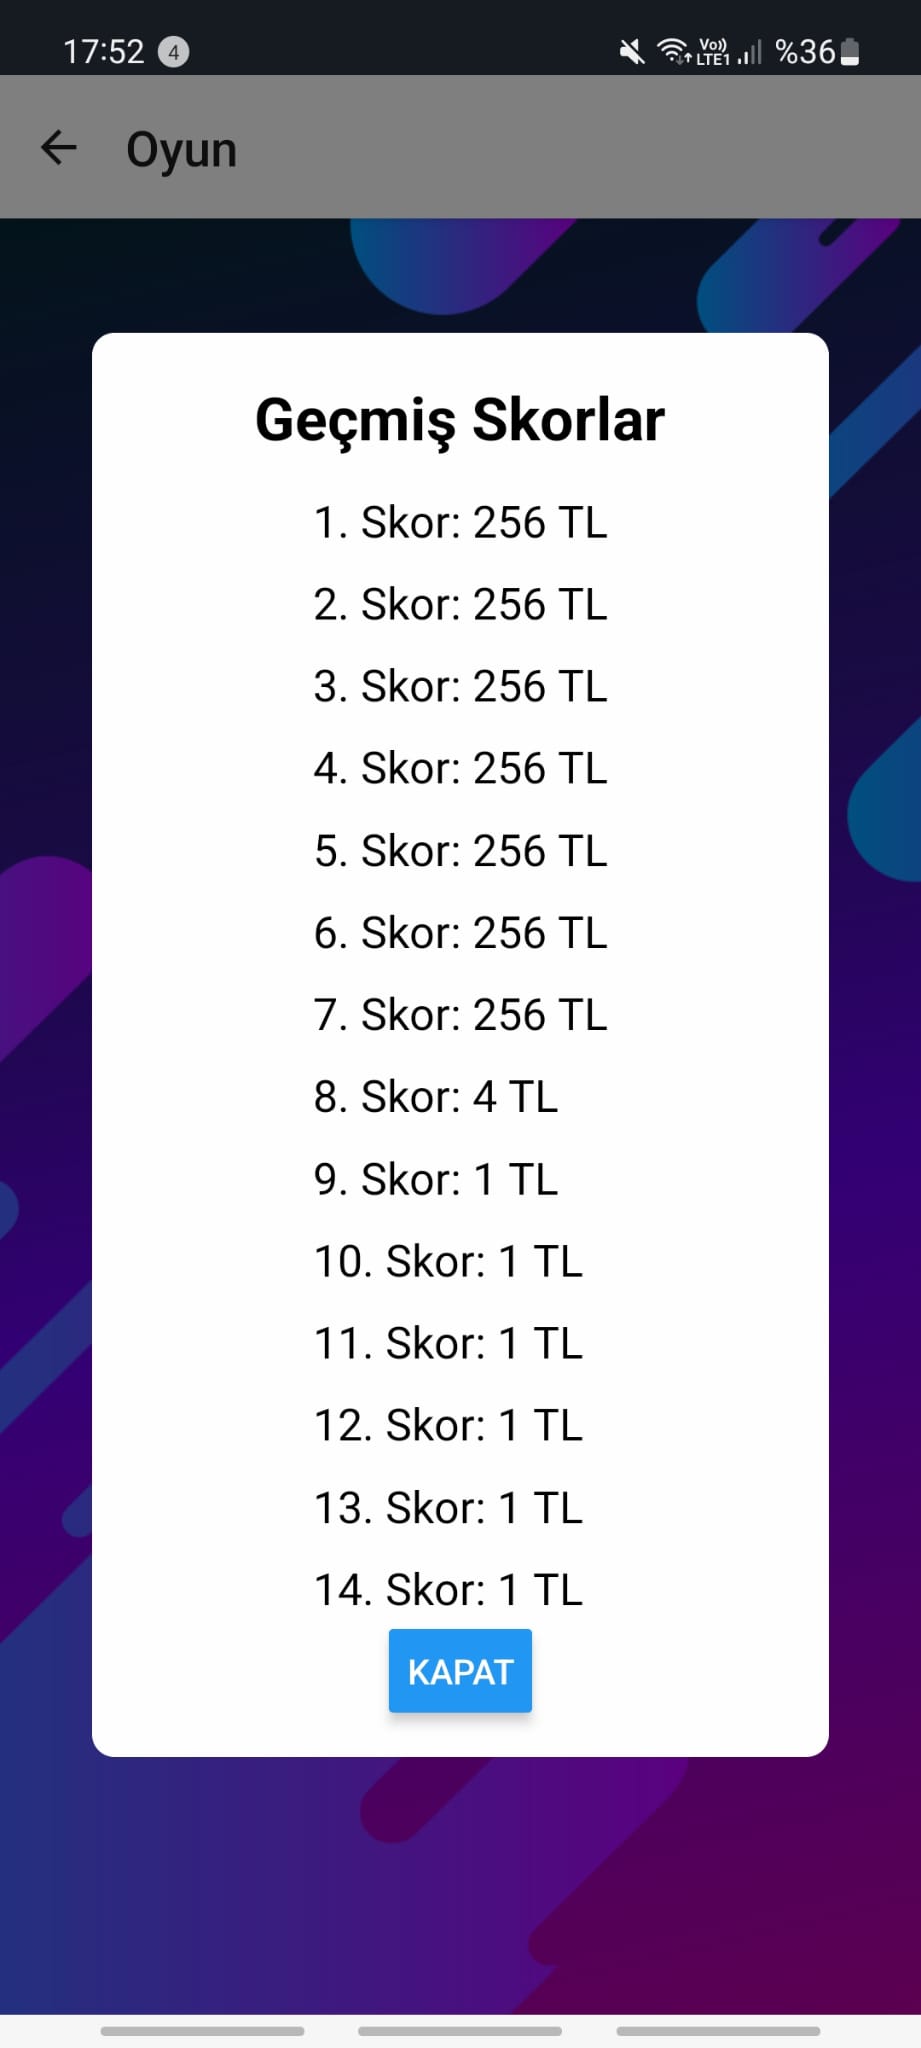 17:52 4 Vo)) LTE1 %36
Oyun
Geçmiş Skorlar
1. Skor: 256 TL
2. Skor: 256 TL
3. Skor: 256 TL
4. Skor: 256 TL
5. Skor: 256 TL
6. Skor: 256 TL
7. Skor: 256 TL
8. Skor: 4 TL
9. Skor: 1 TL
10. Skor: 1 TL
11. Skor: 1 TL
12. Skor: 1 TL
13. Skor: 1 TL
14. Skor: 1 TL
KAPAT